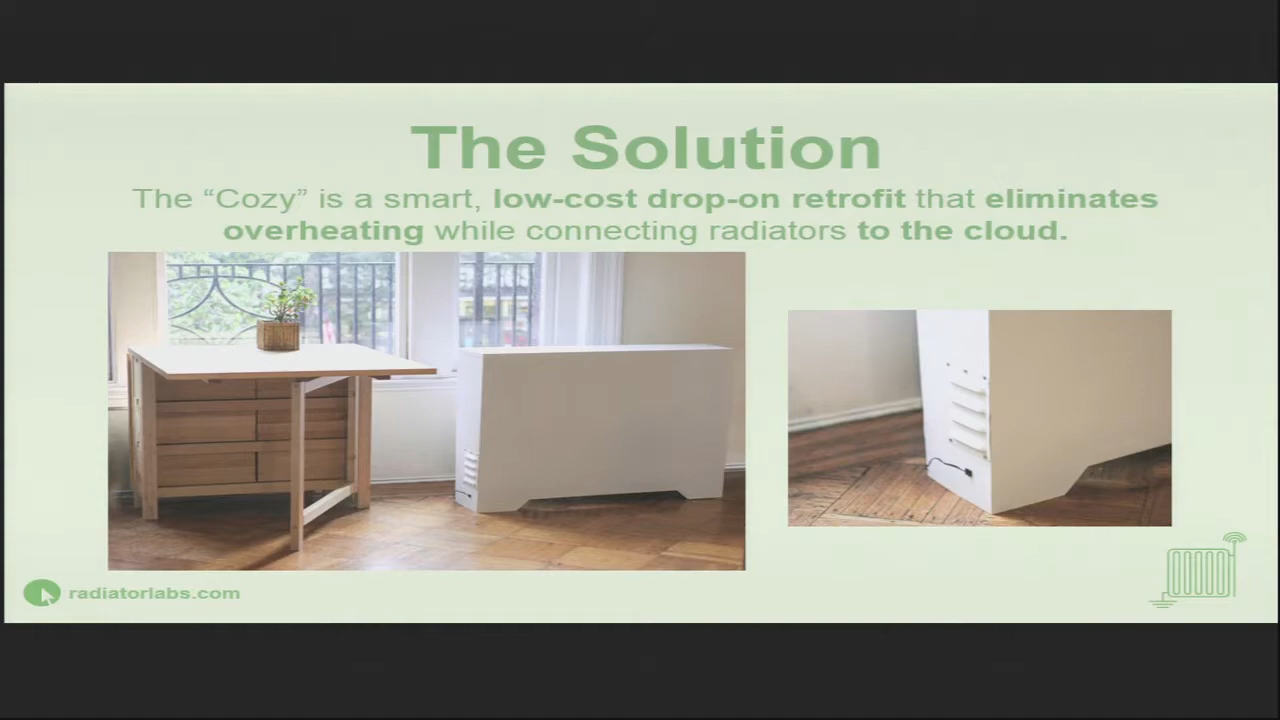 The Solution
The “Cozy” is a smart, low-cost drop-on retrofit that eliminates
overheating while connecting radiators to the cloud.
radiatorlabs.com